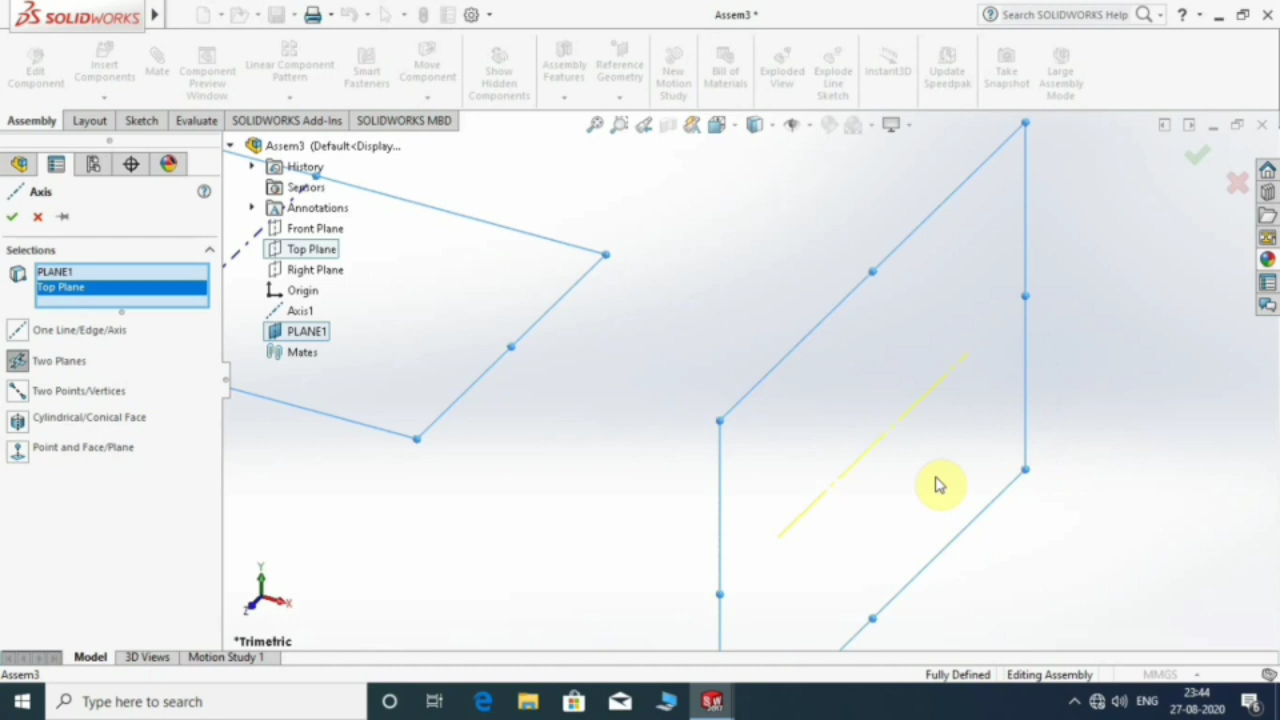 SOLIDWORKS
Assem3 *
Search SOLIDWORKS Help
?
Edit Component
Insert Components
Mate
Component Preview Window
Linear Component Pattern
Smart Fasteners
Move Component
Show Hidden Components
Assembly Features
Reference Geometry
New Motion Study
Bill of Materials
Exploded View
Explode Line Sketch
Instant3D
Update Speedpak
Take Snapshot
Large Assembly Mode
Assembly
Layout
Sketch
Evaluate
SOLIDWORKS Add-Ins
SOLIDWORKS MBD
Assem3 (Default<Display...
History
Sensors
Annotations
Front Plane
Top Plane
Right Plane
Origin
Axis1
PLANE1
Mates
Axis
Selections
PLANE1
Top Plane
One Line/Edge/Axis
Two Planes
Two Points/Vertices
Cylindrical/Conical Face
Point and Face/Plane
Y
X
Z
*Trimetric
Model
3D Views
Motion Study 1
Assem3
Fully Defined
Editing Assembly
MMGS
Type here to search
ENG
23:44
27-08-2020
6